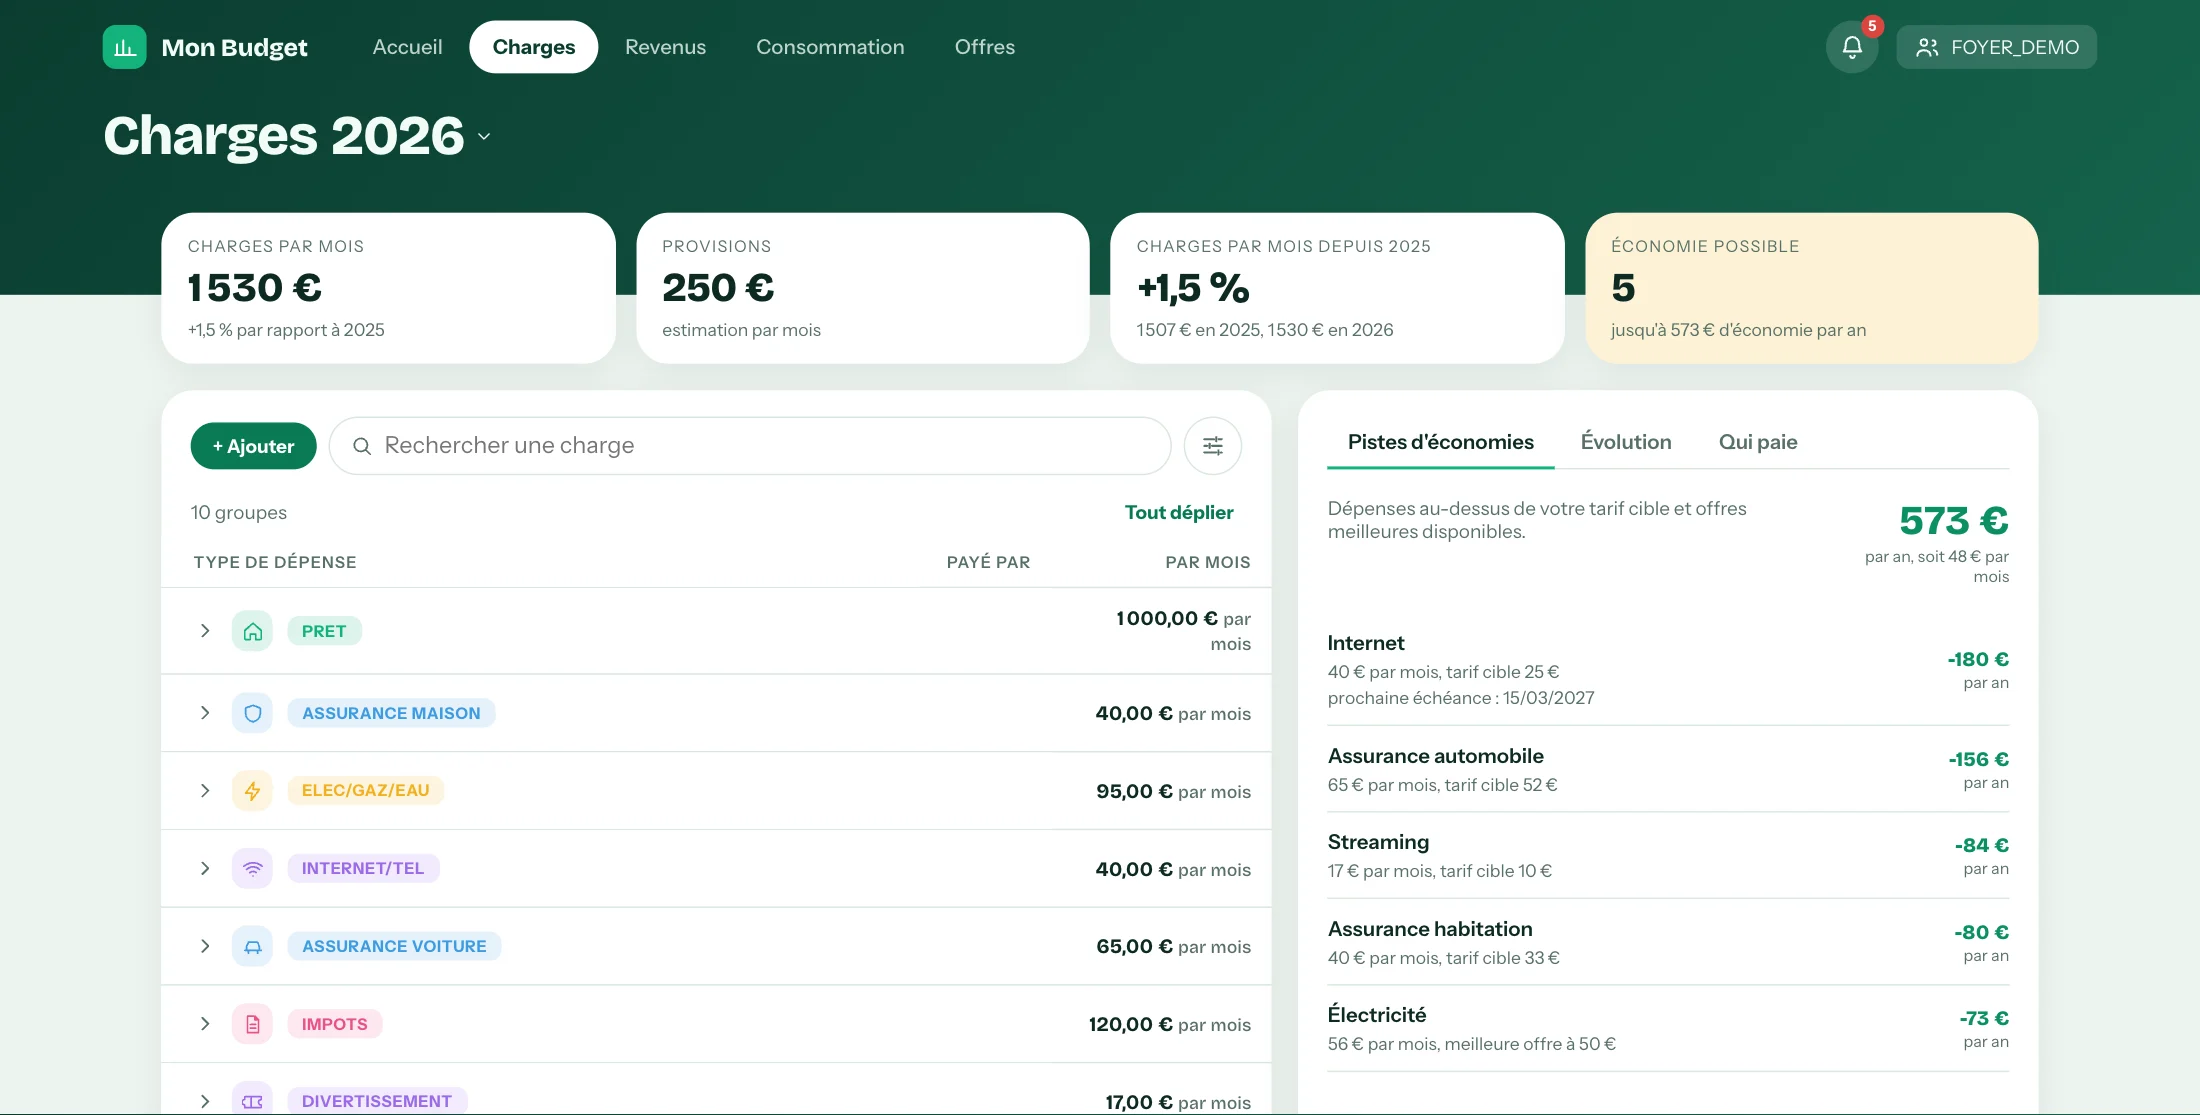 Mon Budget
Accueil
Charges
Revenus
Consommation
Offres
5
FOYER_DEMO
Charges 2026
CHARGES PAR MOIS
1 530 €
+1,5 % par rapport à 2025
PROVISIONS
250 €
estimation par mois
CHARGES PAR MOIS DEPUIS 2025
+1,5 %
1 507 € en 2025, 1 530 € en 2026
ÉCONOMIE POSSIBLE
5
jusqu'à 573 € d'économie par an
+ Ajouter
Rechercher une charge
10 groupes
Tout déplier
TYPE DE DÉPENSE
PAYÉ PAR
PAR MOIS
PRET
1 000,00 € par
mois
ASSURANCE MAISON
40,00 € par mois
ELEC/GAZ/EAU
95,00 € par mois
INTERNET/TEL
40,00 € par mois
ASSURANCE VOITURE
65,00 € par mois
IMPOTS
120,00 € par mois
DIVERTISSEMENT
17,00 € par mois
Pistes d'économies
Évolution
Qui paie
Dépenses au-dessus de votre tarif cible et offres
meilleures disponibles.
573 €
par an, soit 48 € par
mois
Internet
40 € par mois, tarif cible 25 €
prochaine échéance : 15/03/2027
-180 €
par an
Assurance automobile
65 € par mois, tarif cible 52 €
-156 €
par an
Streaming
17 € par mois, tarif cible 10 €
-84 €
par an
Assurance habitation
40 € par mois, tarif cible 33 €
-80 €
par an
Électricité
56 € par mois, meilleure offre à 50 €
-73 €
par an